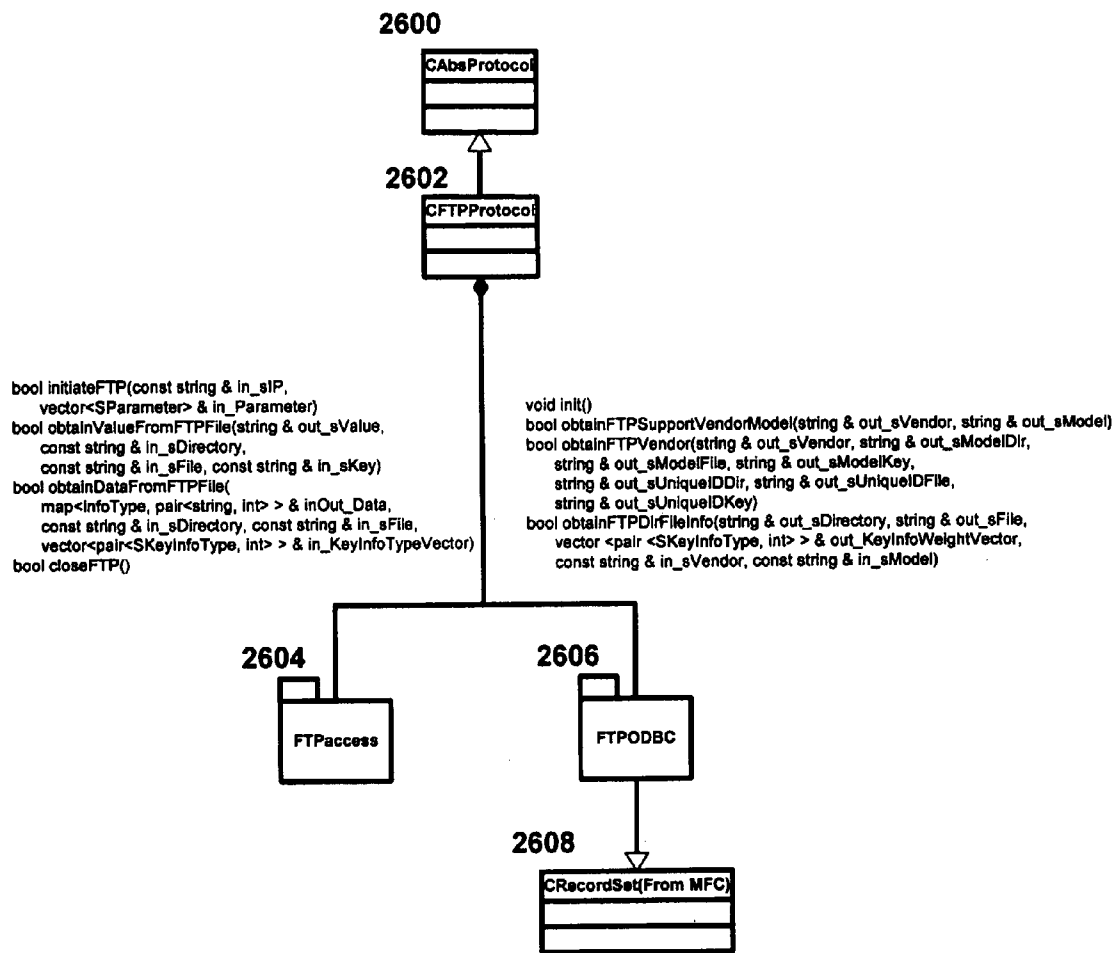 2600
CAbsProtocol
2602
CFTPProtocol
bool initiateFTP(const string & in_sIP,
vector<SParameter> & in_Parameter)
bool obtainValueFromFTPFile(string & out_sValue,
const string & in_sDirectory,
const string & in_sFile, const string & in_sKey)
bool obtainDataFromFTPFile(
map<InfoType, pair<string, int> > & inOut_Data,
const string & in_sDirectory, const string & in_sFile,
vector<pair<SKeyInfoType, int> > & in_KeyInfoTypeVector)
bool closeFTP()
void init()
bool obtainFTPSupportVendorModel(string & out_sVendor, string & out_sModel)
bool obtainFTPVendor(string & out_sVendor, string & out_sModelDir,
string & out_sModelFile, string & out_sModelKey,
string & out_sUniqueIDDir, string & out_sUniqueIDFile,
string & out_sUniqueIDKey)
bool obtainFTPDirFileInfo(string & out_sDirectory, string & out_sFile,
vector <pair <SKeyInfoType, int> > & out_KeyInfoWeightVector,
const string & in_sVendor, const string & in_sModel)
2604
FTPaccess
2606
FTPODBC
2608
CRecordSet(From MFC)